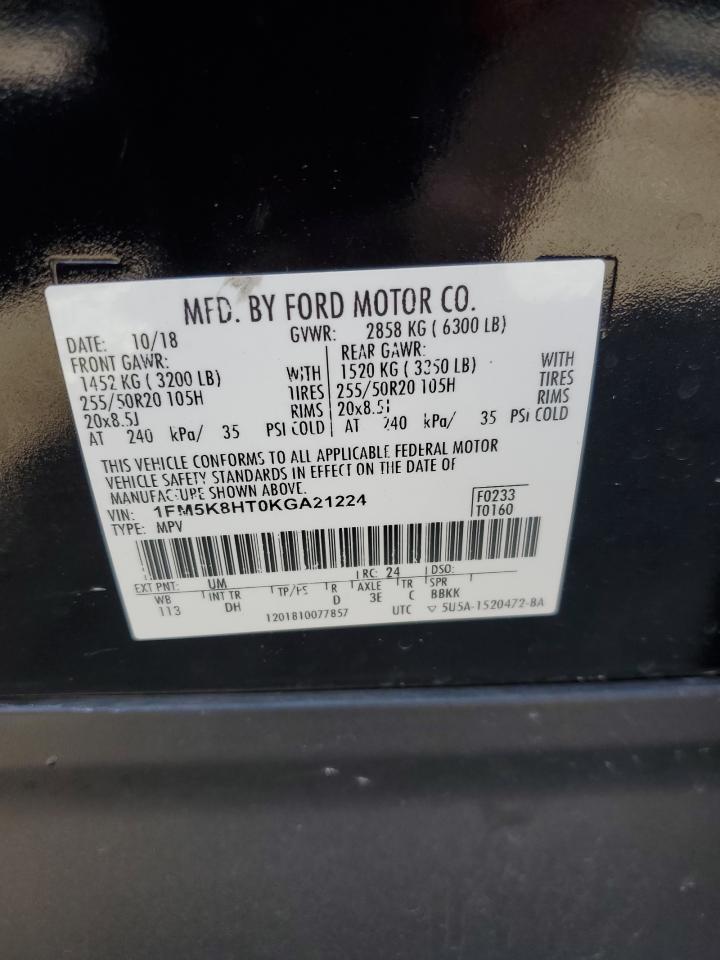 MFD. BY FORD MOTOR CO.
DATE: 10/18 GVWR: 2858 KG ( 6300 LB)
FRONT GAWR: REAR GAWR:
1452 KG ( 3200 LB) WITH 1520 KG ( 3350 LB) WITH
255/50R20 105H TIRES 255/50R20 105H TIRES
20x8.5J RIMS 20x8.5J RIMS
AT 240 kPa/ 35 PSI COLD AT 240 kPa/ 35 PSI COLD
THIS VEHICLE CONFORMS TO ALL APPLICABLE FEDERAL MOTOR
VEHICLE SAFETY STANDARDS IN EFFECT ON THE DATE OF
MANUFACTURE SHOWN ABOVE.
VIN: 1FM5K8HT0KGA21224 F0233
TYPE: MPV T0160
EXT PNT: UM RC: 24 DSO:
WB INT TR TP/PS R AXLE TR SPR
113 DH D 3E C BBKK
1201810077857 UTC ▽ 5U5A-1520472-BA